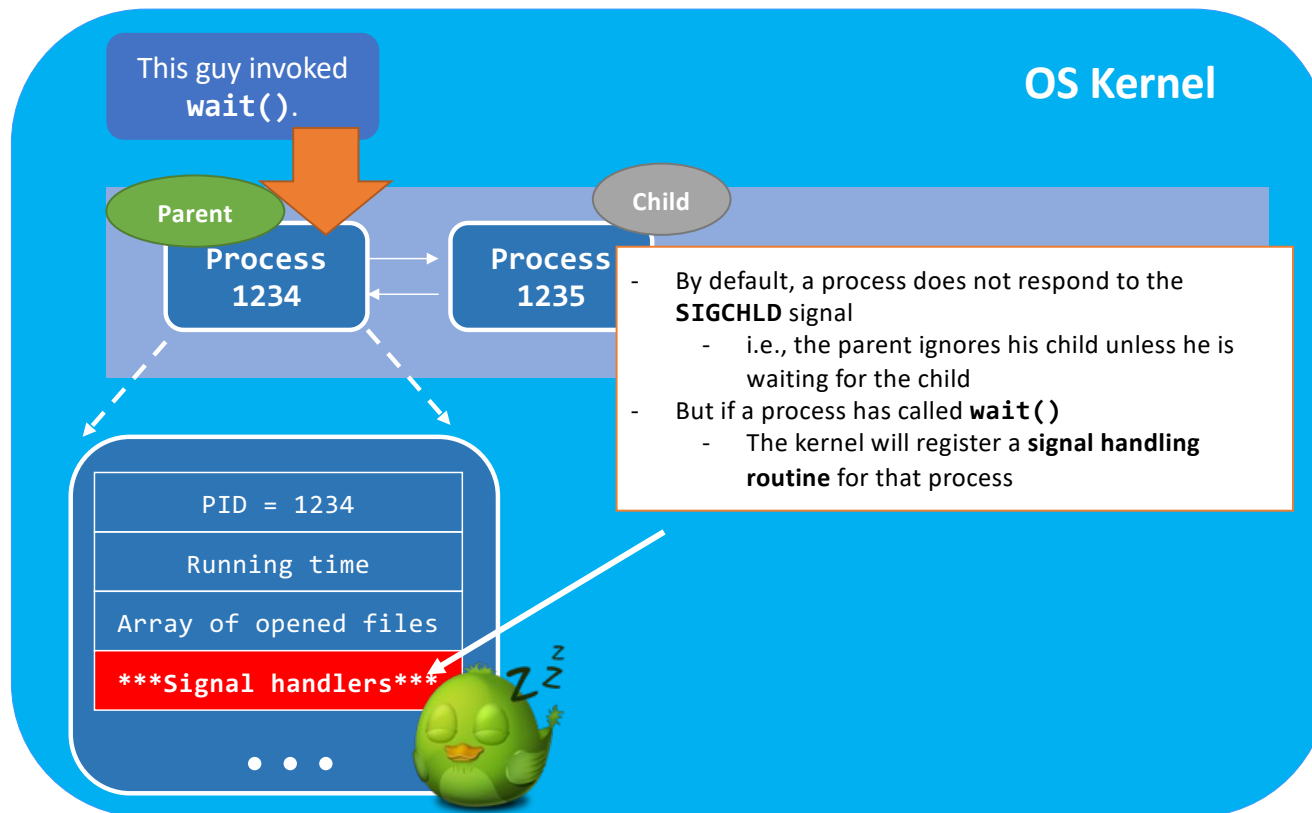 This guy invoked
wait().
OS Kernel
Parent
Child
Process
1234
Process
1235
- By default, a process does not respond to the
SIGCHLD signal
- i.e., the parent ignores his child unless he is
waiting for the child
- But if a process has called wait()
- The kernel will register a signal handling
routine for that process
PID = 1234
Running time
Array of opened files
***Signal handlers***
z z z
• • •